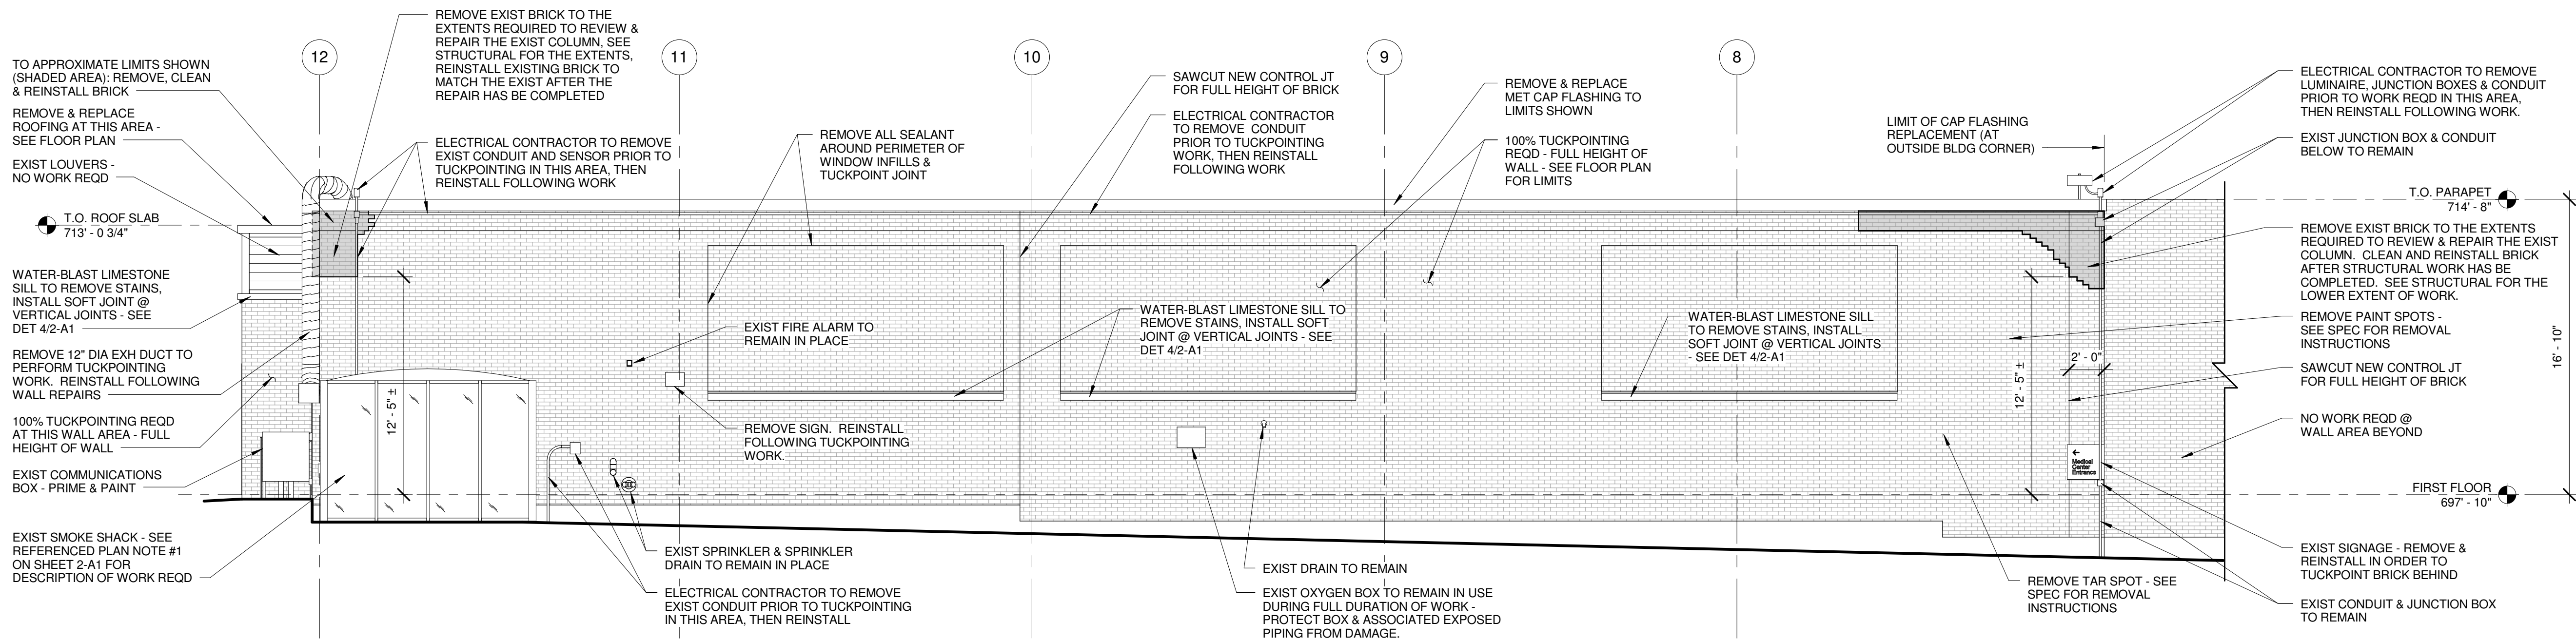 REMOVE EXIST BRICK TO THE
EXTENTS REQUIRED TO REVIEW &
REPAIR THE EXIST COLUMN, SEE
STRUCTURAL FOR THE EXTENTS,
REINSTALL EXISTING BRICK TO
MATCH THE EXIST AFTER THE
REPAIR HAS BE COMPLETED
12
11
10
9
8
TO APPROXIMATE LIMITS SHOWN
(SHADED AREA): REMOVE, CLEAN
& REINSTALL BRICK
REMOVE & REPLACE
ROOFING AT THIS AREA -
SEE FLOOR PLAN
EXIST LOUVERS -
NO WORK REQD
T.O. ROOF SLAB
713' - 0 3/4"
WATER-BLAST LIMESTONE
SILL TO REMOVE STAINS,
INSTALL SOFT JOINT @
VERTICAL JOINTS - SEE
DET 4/2-A1
REMOVE 12" DIA EXH DUCT TO
PERFORM TUCKPOINTING
WORK. REINSTALL FOLLOWING
WALL REPAIRS
100% TUCKPOINTING REQD
AT THIS WALL AREA - FULL
HEIGHT OF WALL
EXIST COMMUNICATIONS
BOX - PRIME & PAINT
EXIST SMOKE SHACK - SEE
REFERENCED PLAN NOTE #1
ON SHEET 2-A1 FOR
DESCRIPTION OF WORK REQD
ELECTRICAL CONTRACTOR TO REMOVE
EXIST CONDUIT AND SENSOR PRIOR TO
TUCKPOINTING IN THIS AREA, THEN
REINSTALL FOLLOWING WORK
12' - 5" ±
REMOVE ALL SEALANT
AROUND PERIMETER OF
WINDOW INFILLS &
TUCKPOINT JOINT
EXIST FIRE ALARM TO
REMAIN IN PLACE
REMOVE SIGN. REINSTALL
FOLLOWING TUCKPOINTING
WORK.
EXIST SPRINKLER & SPRINKLER
DRAIN TO REMAIN IN PLACE
ELECTRICAL CONTRACTOR TO REMOVE
EXIST CONDUIT PRIOR TO TUCKPOINTING
IN THIS AREA, THEN REINSTALL
SAWCUT NEW CONTROL JT
FOR FULL HEIGHT OF BRICK
ELECTRICAL CONTRACTOR
TO REMOVE CONDUIT
PRIOR TO TUCKPOINTING
WORK, THEN REINSTALL
FOLLOWING WORK
WATER-BLAST LIMESTONE SILL TO
REMOVE STAINS, INSTALL SOFT
JOINT @ VERTICAL JOINTS - SEE
DET 4/2-A1
EXIST DRAIN TO REMAIN
EXIST OXYGEN BOX TO REMAIN IN USE
DURING FULL DURATION OF WORK -
PROTECT BOX & ASSOCIATED EXPOSED
PIPING FROM DAMAGE.
REMOVE & REPLACE
MET CAP FLASHING TO
LIMITS SHOWN
100% TUCKPOINTING
REQD - FULL HEIGHT OF
WALL - SEE FLOOR PLAN
FOR LIMITS
WATER-BLAST LIMESTONE SILL
TO REMOVE STAINS, INSTALL
SOFT JOINT @ VERTICAL JOINTS
- SEE DET 4/2-A1
LIMIT OF CAP FLASHING
REPLACEMENT (AT
OUTSIDE BLDG CORNER)
12' - 5" ±
2' - 0"
←
Medical
Center
Entrance
REMOVE TAR SPOT - SEE
SPEC FOR REMOVAL
INSTRUCTIONS
ELECTRICAL CONTRACTOR TO REMOVE
LUMINAIRE, JUNCTION BOXES & CONDUIT
PRIOR TO WORK REQD IN THIS AREA,
THEN REINSTALL FOLLOWING WORK.
EXIST JUNCTION BOX & CONDUIT
BELOW TO REMAIN
T.O. PARAPET
714' - 8"
REMOVE EXIST BRICK TO THE EXTENTS
REQUIRED TO REVIEW & REPAIR THE EXIST
COLUMN. CLEAN AND REINSTALL BRICK
AFTER STRUCTURAL WORK HAS BE
COMPLETED. SEE STRUCTURAL FOR THE
LOWER EXTENT OF WORK.
REMOVE PAINT SPOTS -
SEE SPEC FOR REMOVAL
INSTRUCTIONS
SAWCUT NEW CONTROL JT
FOR FULL HEIGHT OF BRICK
NO WORK REQD @
WALL AREA BEYOND
16' - 10"
FIRST FLOOR
697' - 10"
EXIST SIGNAGE - REMOVE &
REINSTALL IN ORDER TO
TUCKPOINT BRICK BEHIND
EXIST CONDUIT & JUNCTION BOX
TO REMAIN